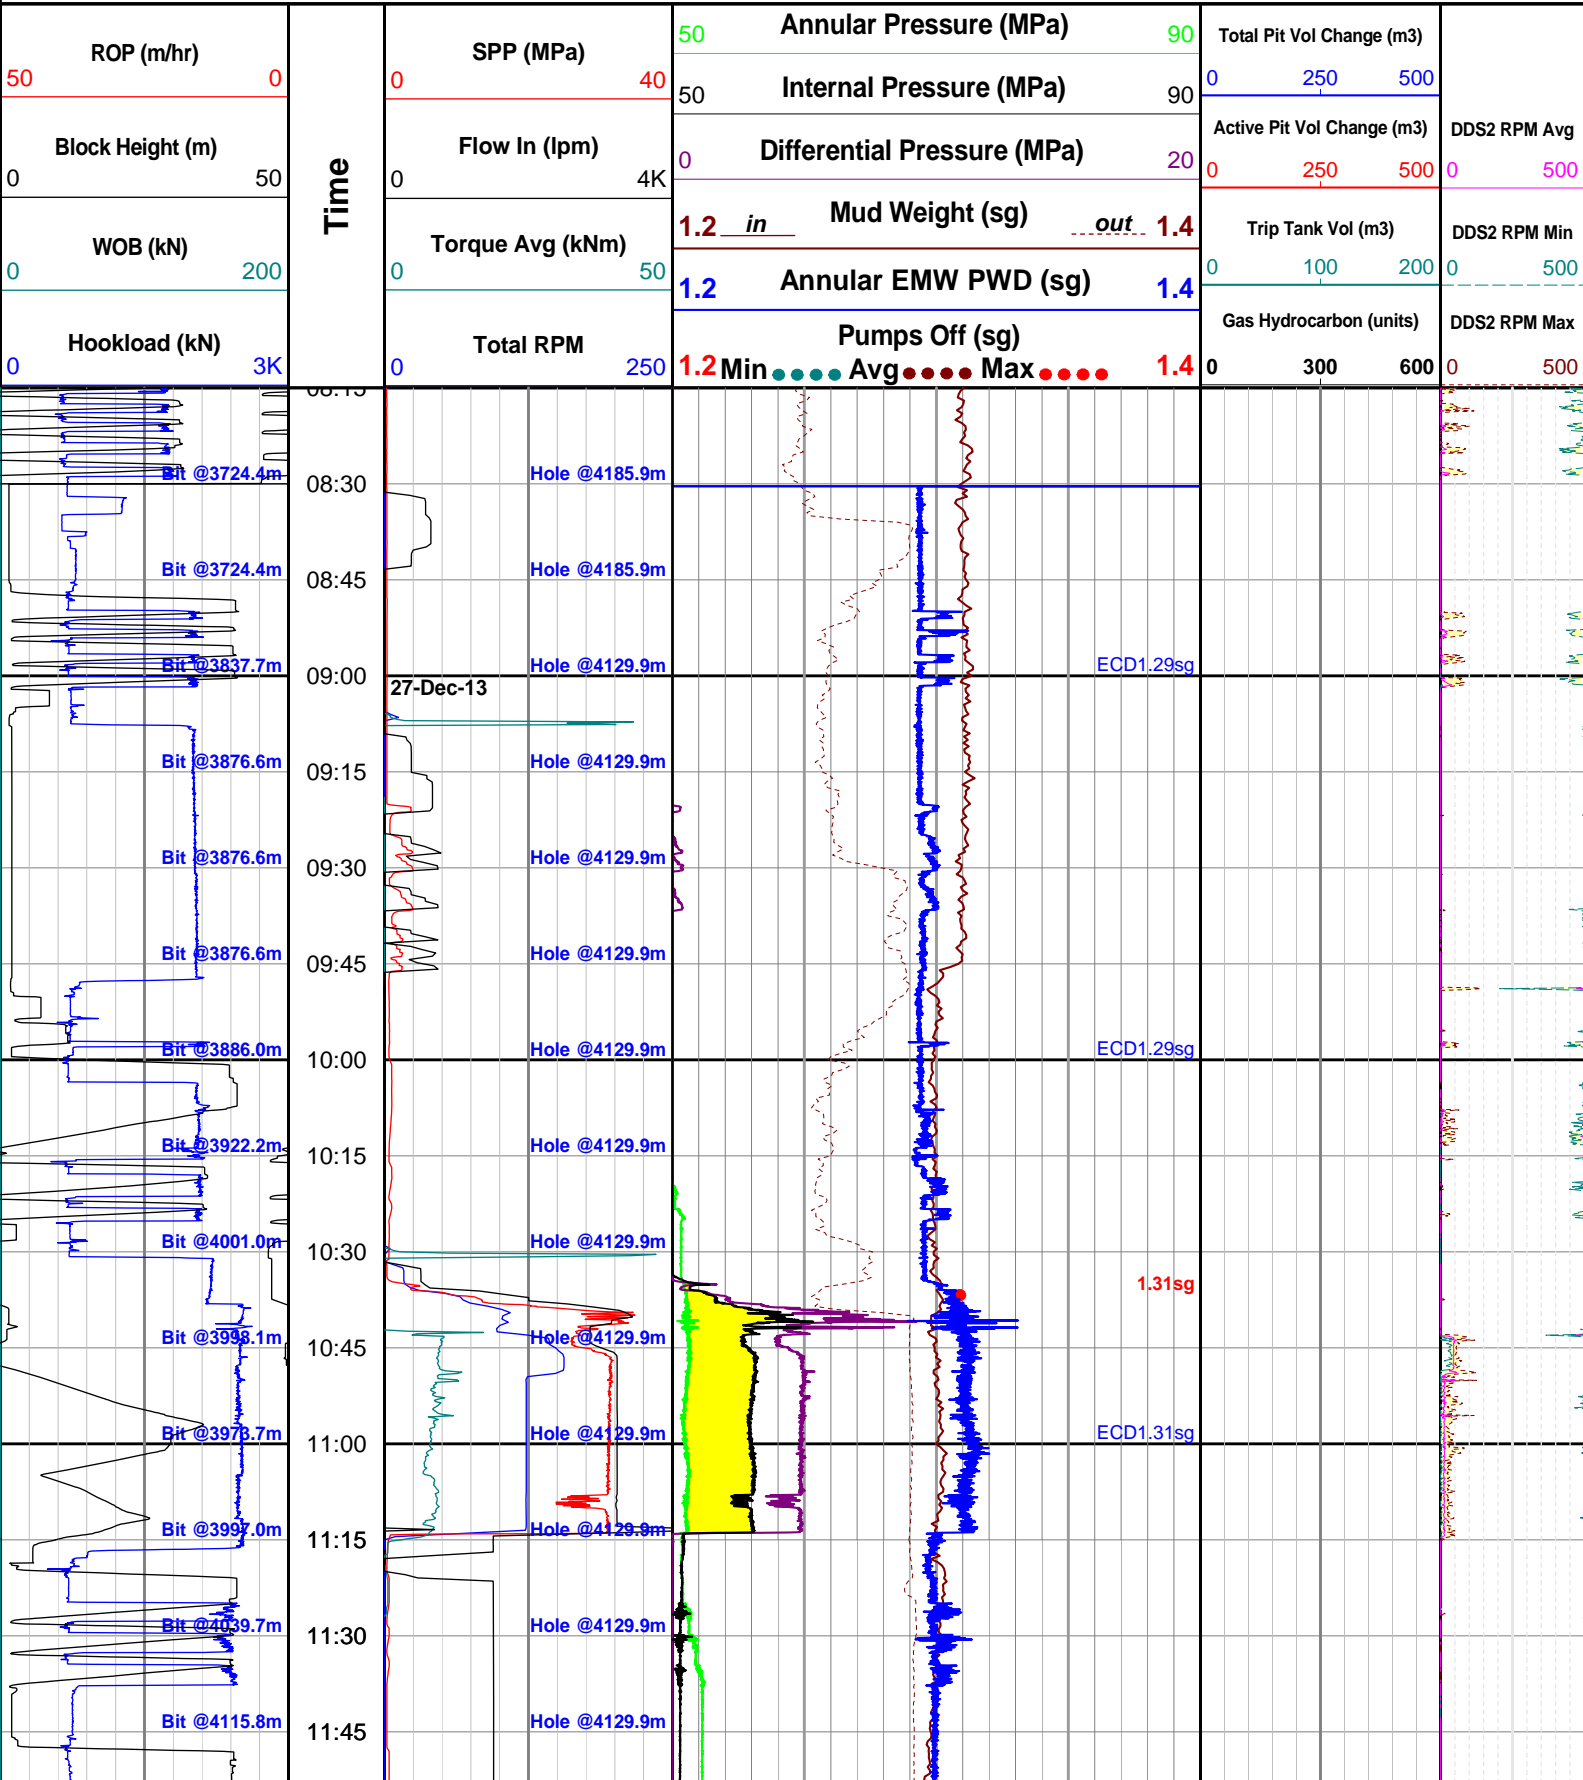 ROP (m/hr)
50 0
Block Height (m)
0 50
WOB (kN)
0 200
Hookload (kN)
0 3K
Time
SPP (MPa)
0 40
Flow In (lpm)
0 4K
Torque Avg (kNm)
0 50
Total RPM
0 250
Annular Pressure (MPa)
50 90
Internal Pressure (MPa)
50 90
Differential Pressure (MPa)
0 20
Mud Weight (sg)
1.2 in out 1.4
Annular EMW PWD (sg)
1.2 1.4
Pumps Off (sg)
1.2 Min Avg Max 1.4
Total Pit Vol Change (m3)
0 250 500
Active Pit Vol Change (m3)
0 250 500
Trip Tank Vol (m3)
0 100 200
Gas Hydrocarbon (units)
0 300 600
DDS2 RPM Avg
0 500
DDS2 RPM Min
0 500
DDS2 RPM Max
0 500
Bit @3724.4m Hole @4185.9m
08:30
Bit @3724.4m Hole @4185.9m
08:45
Bit @3837.7m Hole @4129.9m ECD1.29sg
09:00
27-Dec-13
Bit @3876.6m Hole @4129.9m
09:15
Bit @3876.6m Hole @4129.9m
09:30
Bit @3876.6m Hole @4129.9m
09:45
Bit @3886.0m Hole @4129.9m ECD1.29sg
10:00
Bit @3922.2m Hole @4129.9m
10:15
Bit @4001.0m Hole @4129.9m
10:30
1.31sg
Bit @3998.1m Hole @4129.9m
10:45
Bit @3973.7m Hole @4129.9m ECD1.31sg
11:00
Bit @3997.0m Hole @4129.9m
11:15
Bit @4039.7m Hole @4129.9m
11:30
Bit @4115.8m Hole @4129.9m
11:45